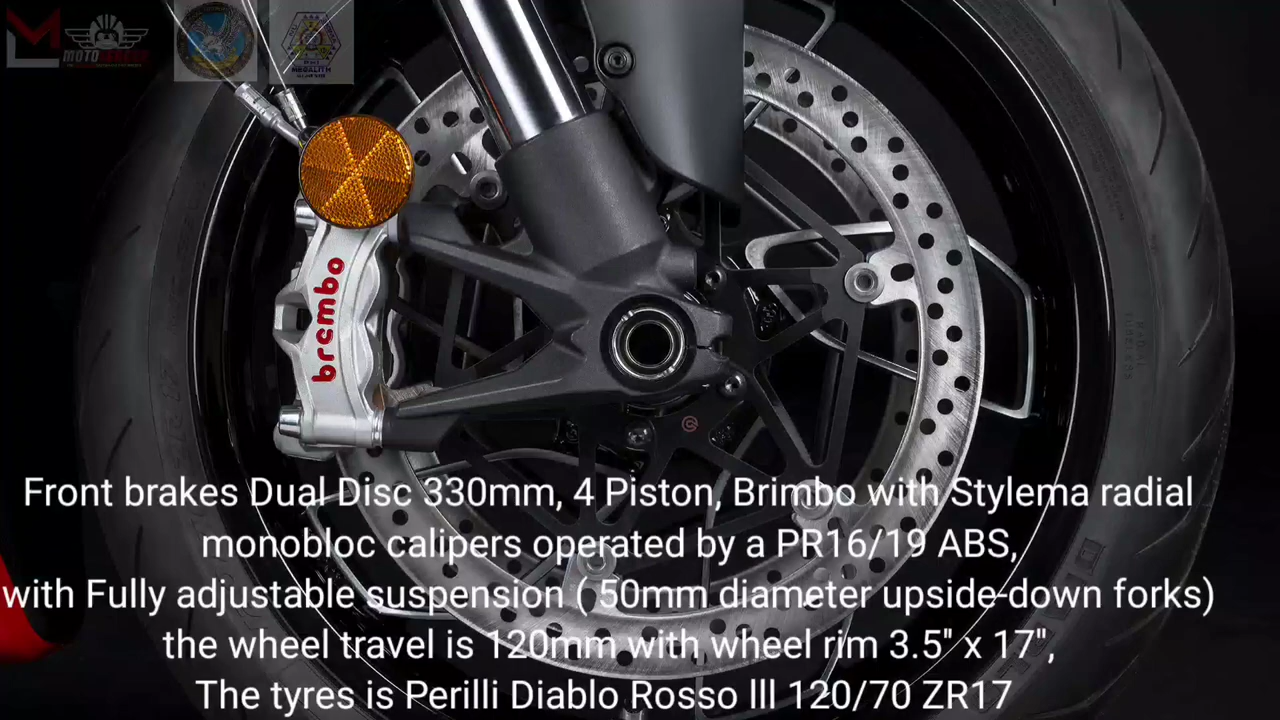 MOTO
MEGALITH
brembo
Front brakes Dual Disc 330mm, 4 Piston, Brimbo with Stylema radial
monobloc calipers operated by a PR16/19 ABS,
with Fully adjustable suspension ( 50mm diameter upside-down forks)
the wheel travel is 120mm with wheel rim 3.5" x 17",
The tyres is Perilli Diablo Rosso lll 120/70 ZR17